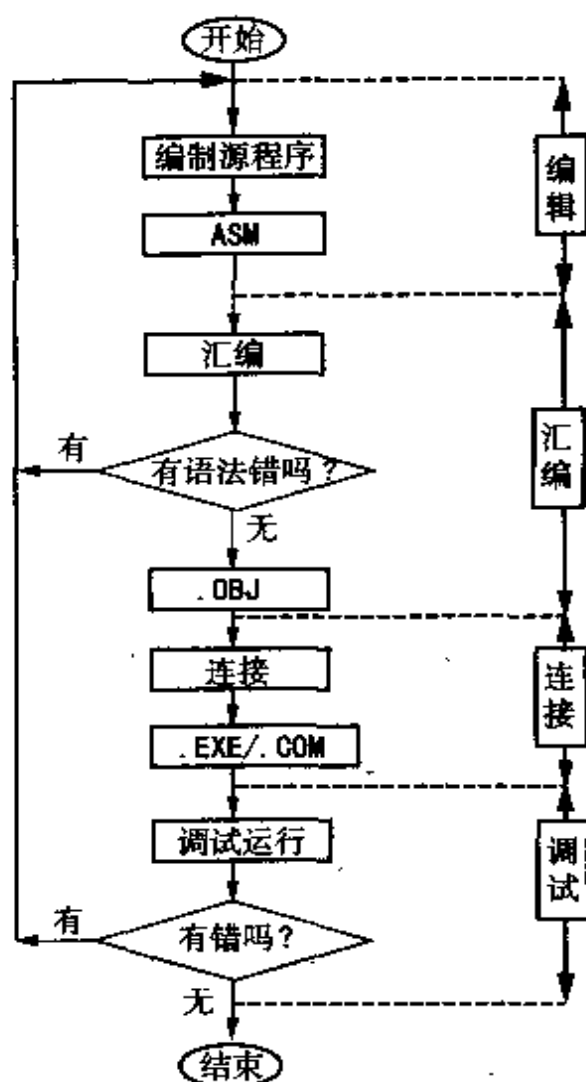 开始
编制源程序
编辑
ASM
汇编
有
有语法错吗?
汇编
无
.OBJ
连接
连接
.EXE/.COM
调试运行
调试
有
有错吗?
无
结束